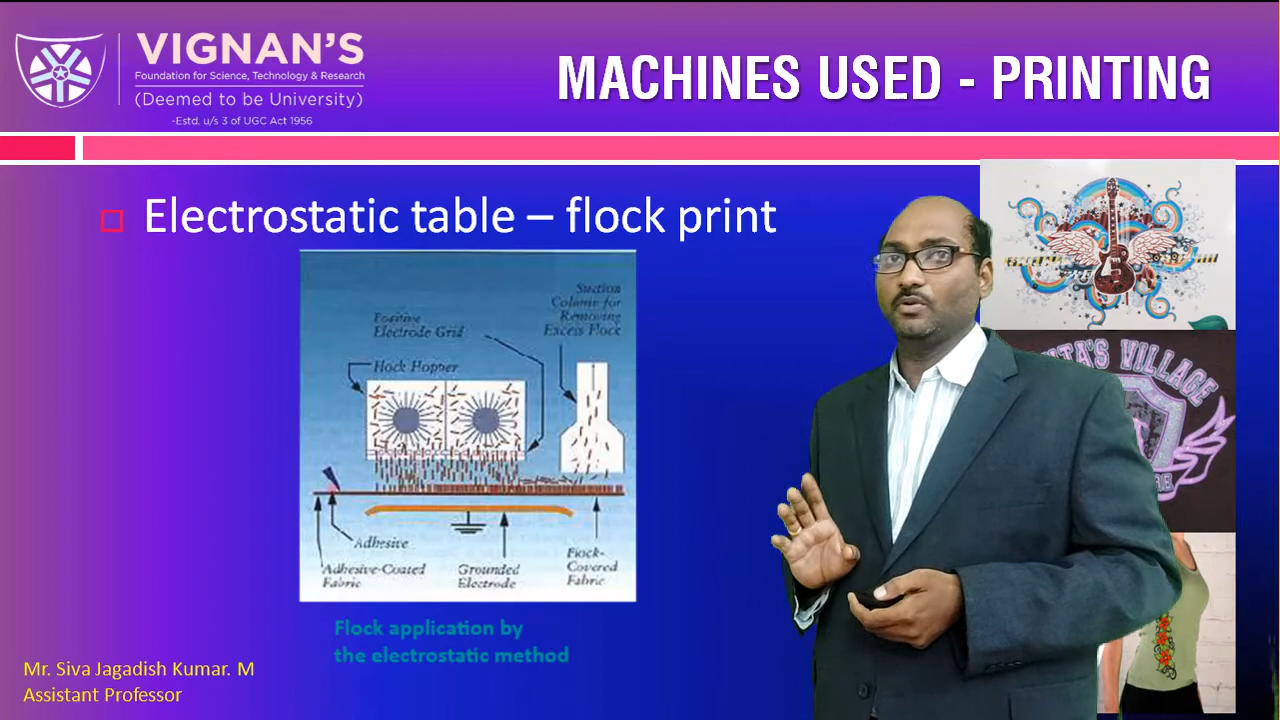 VIGNAN'S
Foundation for Science, Technology & Research
(Deemed to be University)
-Estd. u/s 3 of UGC Act 1956
MACHINES USED - PRINTING
Electrostatic table – flock print
Suction
Column for
Removing
Excess Flock
Positive
Electrode Grid
Flock Hopper
Adhesive
Adhesive-Coated
Fabric
Grounded
Electrode
Flock-
Covered
Fabric
Flock application by
the electrostatic method
VILLAGE
Mr. Siva Jagadish Kumar. M
Assistant Professor